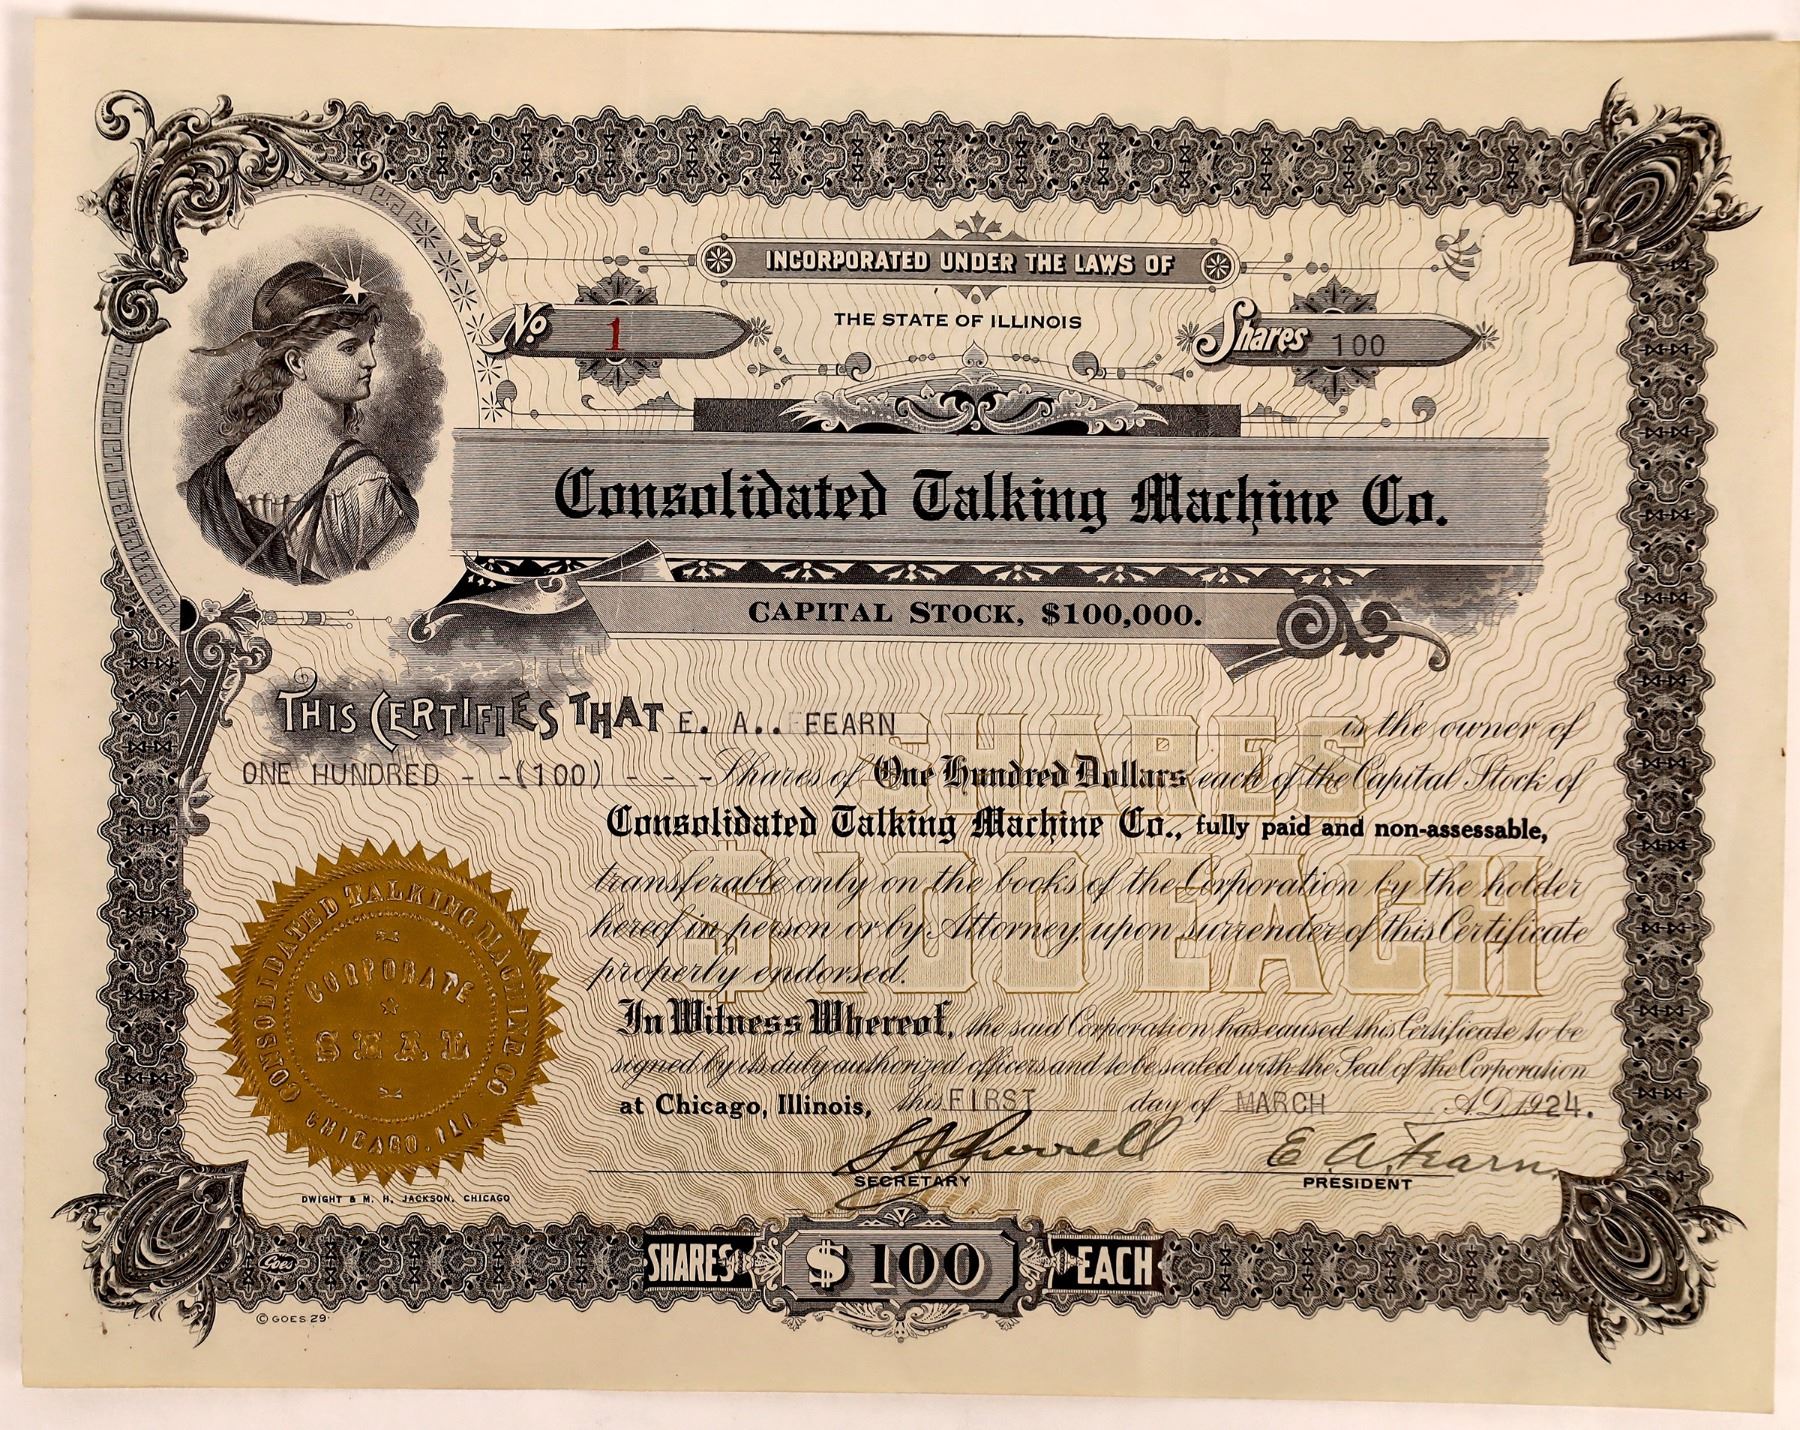 INCORPORATED UNDER THE LAWS OF
THE STATE OF ILLINOIS
No. 1
Shares 100
Consolidated Talking Machine Co.
CAPITAL STOCK, $100,000.
THIS CERTIFIES THAT E. A.. FFEARN is the owner of
ONE HUNDRED - -(100) - - - Shares of One Hundred Dollars each of the Capital Stock of
Consolidated Talking Machine Co., fully paid and non-assessable,
transferable only on the books of the Corporation by the holder
hereof in person or by Attorney, upon surrender of this Certificate
properly endorsed.
SHARES
$100 EACH
In Witness Whereof, the said Corporation has caused this Certificate to be
signed by its duly authorized officers and to be sealed with the Seal of the Corporation
at Chicago, Illinois, this FIRST day of MARCH A.D. 1924.
E. A. Fearn
SECRETARY
PRESIDENT
CONSOLIDATED TALKING MACHINE CO
CORPORATE
SEAL
CHICAGO. ILL
DWIGHT & M. H. JACKSON, CHICAGO
SHARES $100 EACH
Goes
© GOES 29